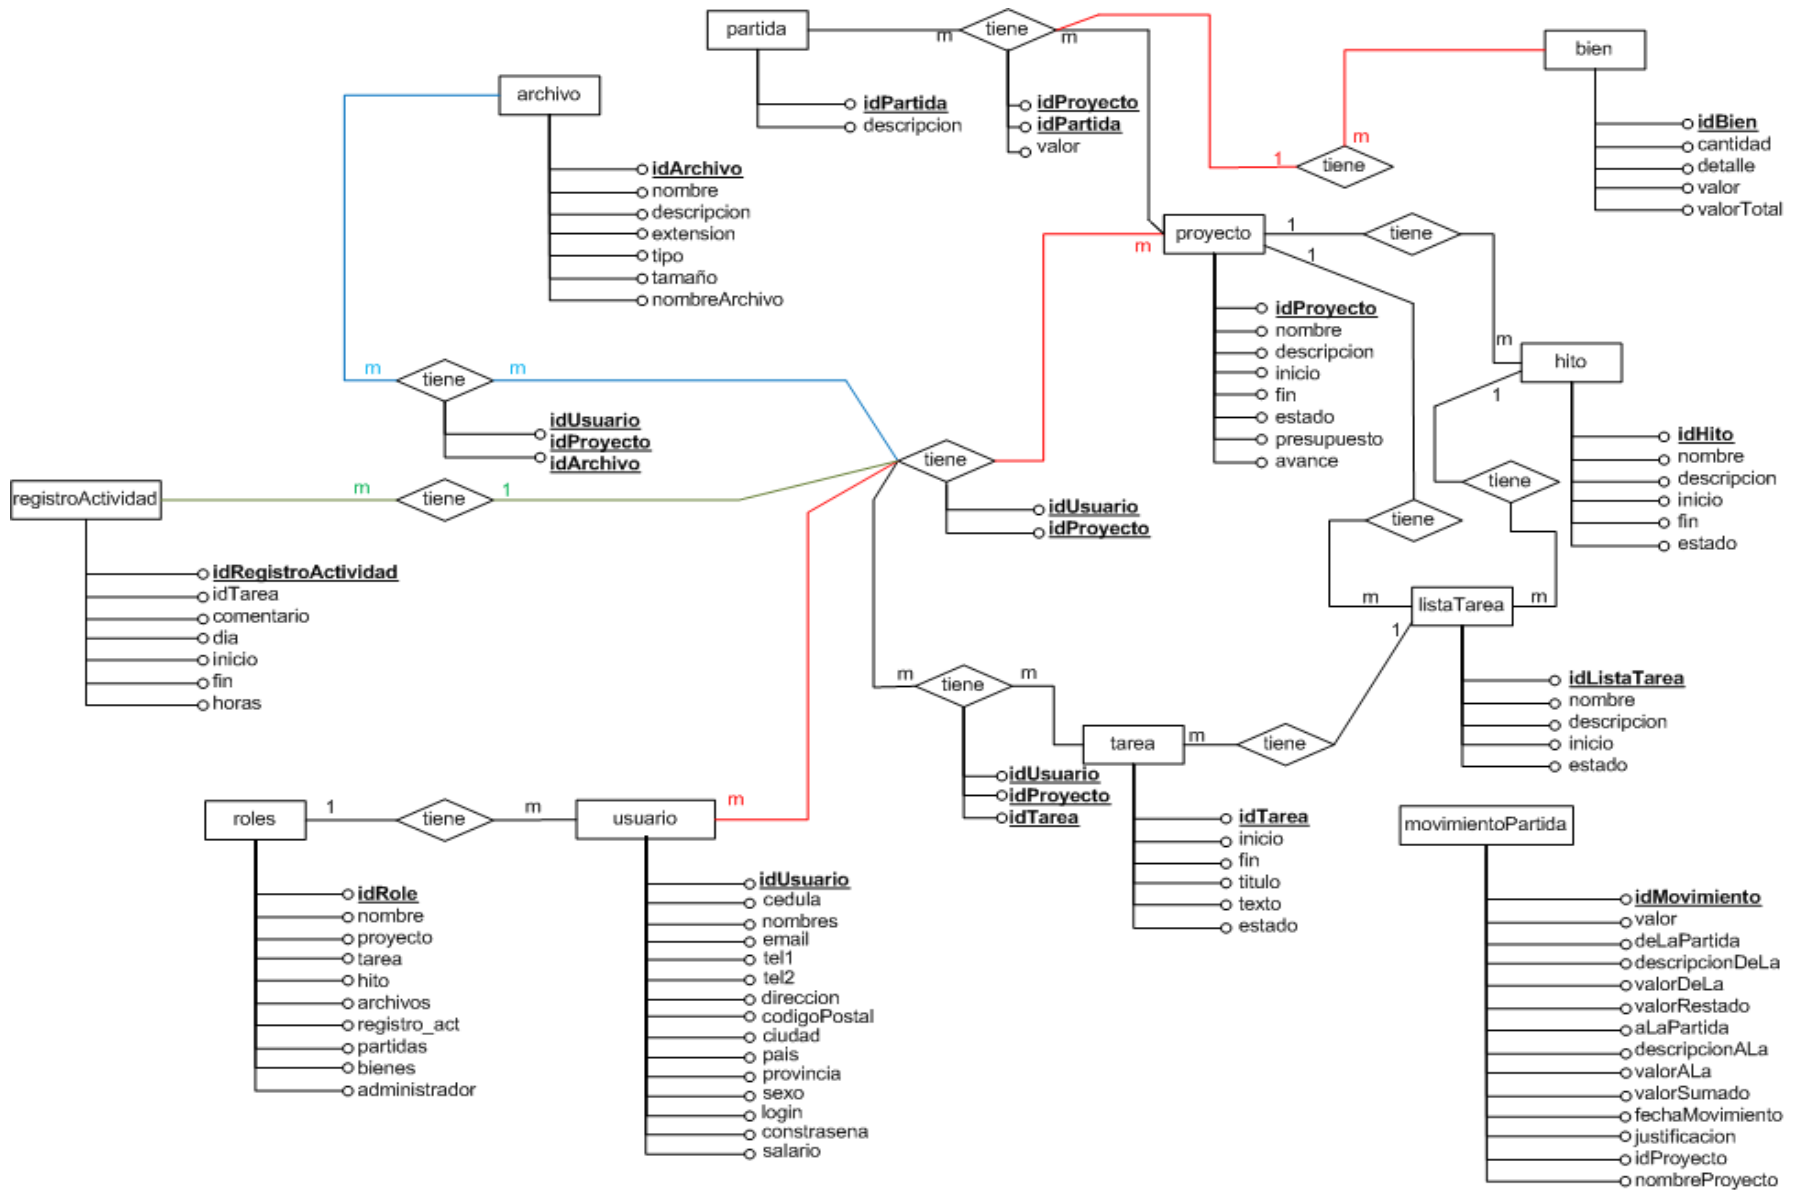 partida
m
tiene
m
idPartida
descripcion
idProyecto
idPartida
valor
bien
idBien
cantidad
detalle
valor
valorTotal
1
m
tiene
archivo
idArchivo
nombre
descripcion
extension
tipo
tamaño
nombreArchivo
m
tiene
m
idUsuario
idProyecto
idArchivo
m
proyecto
1
1
tiene
m
idProyecto
nombre
descripcion
inicio
fin
estado
presupuesto
avance
hito
1
idHito
nombre
descripcion
inicio
fin
estado
tiene
tiene
registroActividad
m
tiene
1
idRegistroActividad
idTarea
comentario
dia
inicio
fin
horas
tiene
idUsuario
idProyecto
m
listaTarea
m
1
idListaTarea
nombre
descripcion
inicio
estado
m
tiene
m
idUsuario
idProyecto
idTarea
tarea
m
tiene
idTarea
inicio
fin
titulo
texto
estado
roles
1
tiene
m
usuario
m
idRole
nombre
proyecto
tarea
hito
archivos
registro_act
partidas
bienes
administrador
idUsuario
cedula
nombres
email
tel1
tel2
direccion
codigoPostal
ciudad
pais
provincia
sexo
login
constrasena
salario
movimientoPartida
idMovimiento
valor
deLaPartida
descripcionDeLa
valorDeLa
valorRestado
aLaPartida
descripcionALa
valorALa
valorSumado
fechaMovimiento
justificacion
idProyecto
nombreProyecto